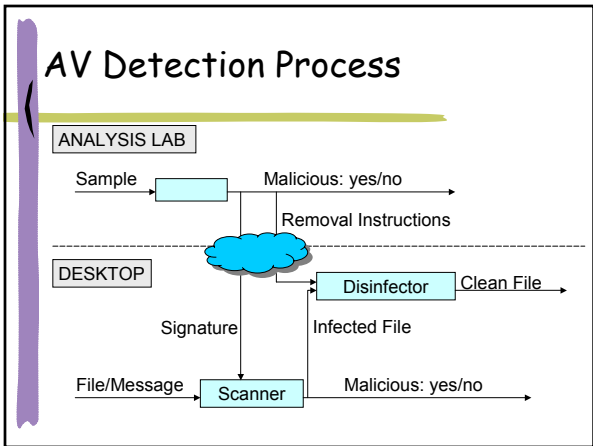 AV Detection Process
ANALYSIS LAB
Sample
Malicious: yes/no
Removal Instructions
DESKTOP
Disinfector
Clean File
Signature
Infected File
File/Message
Scanner
Malicious: yes/no